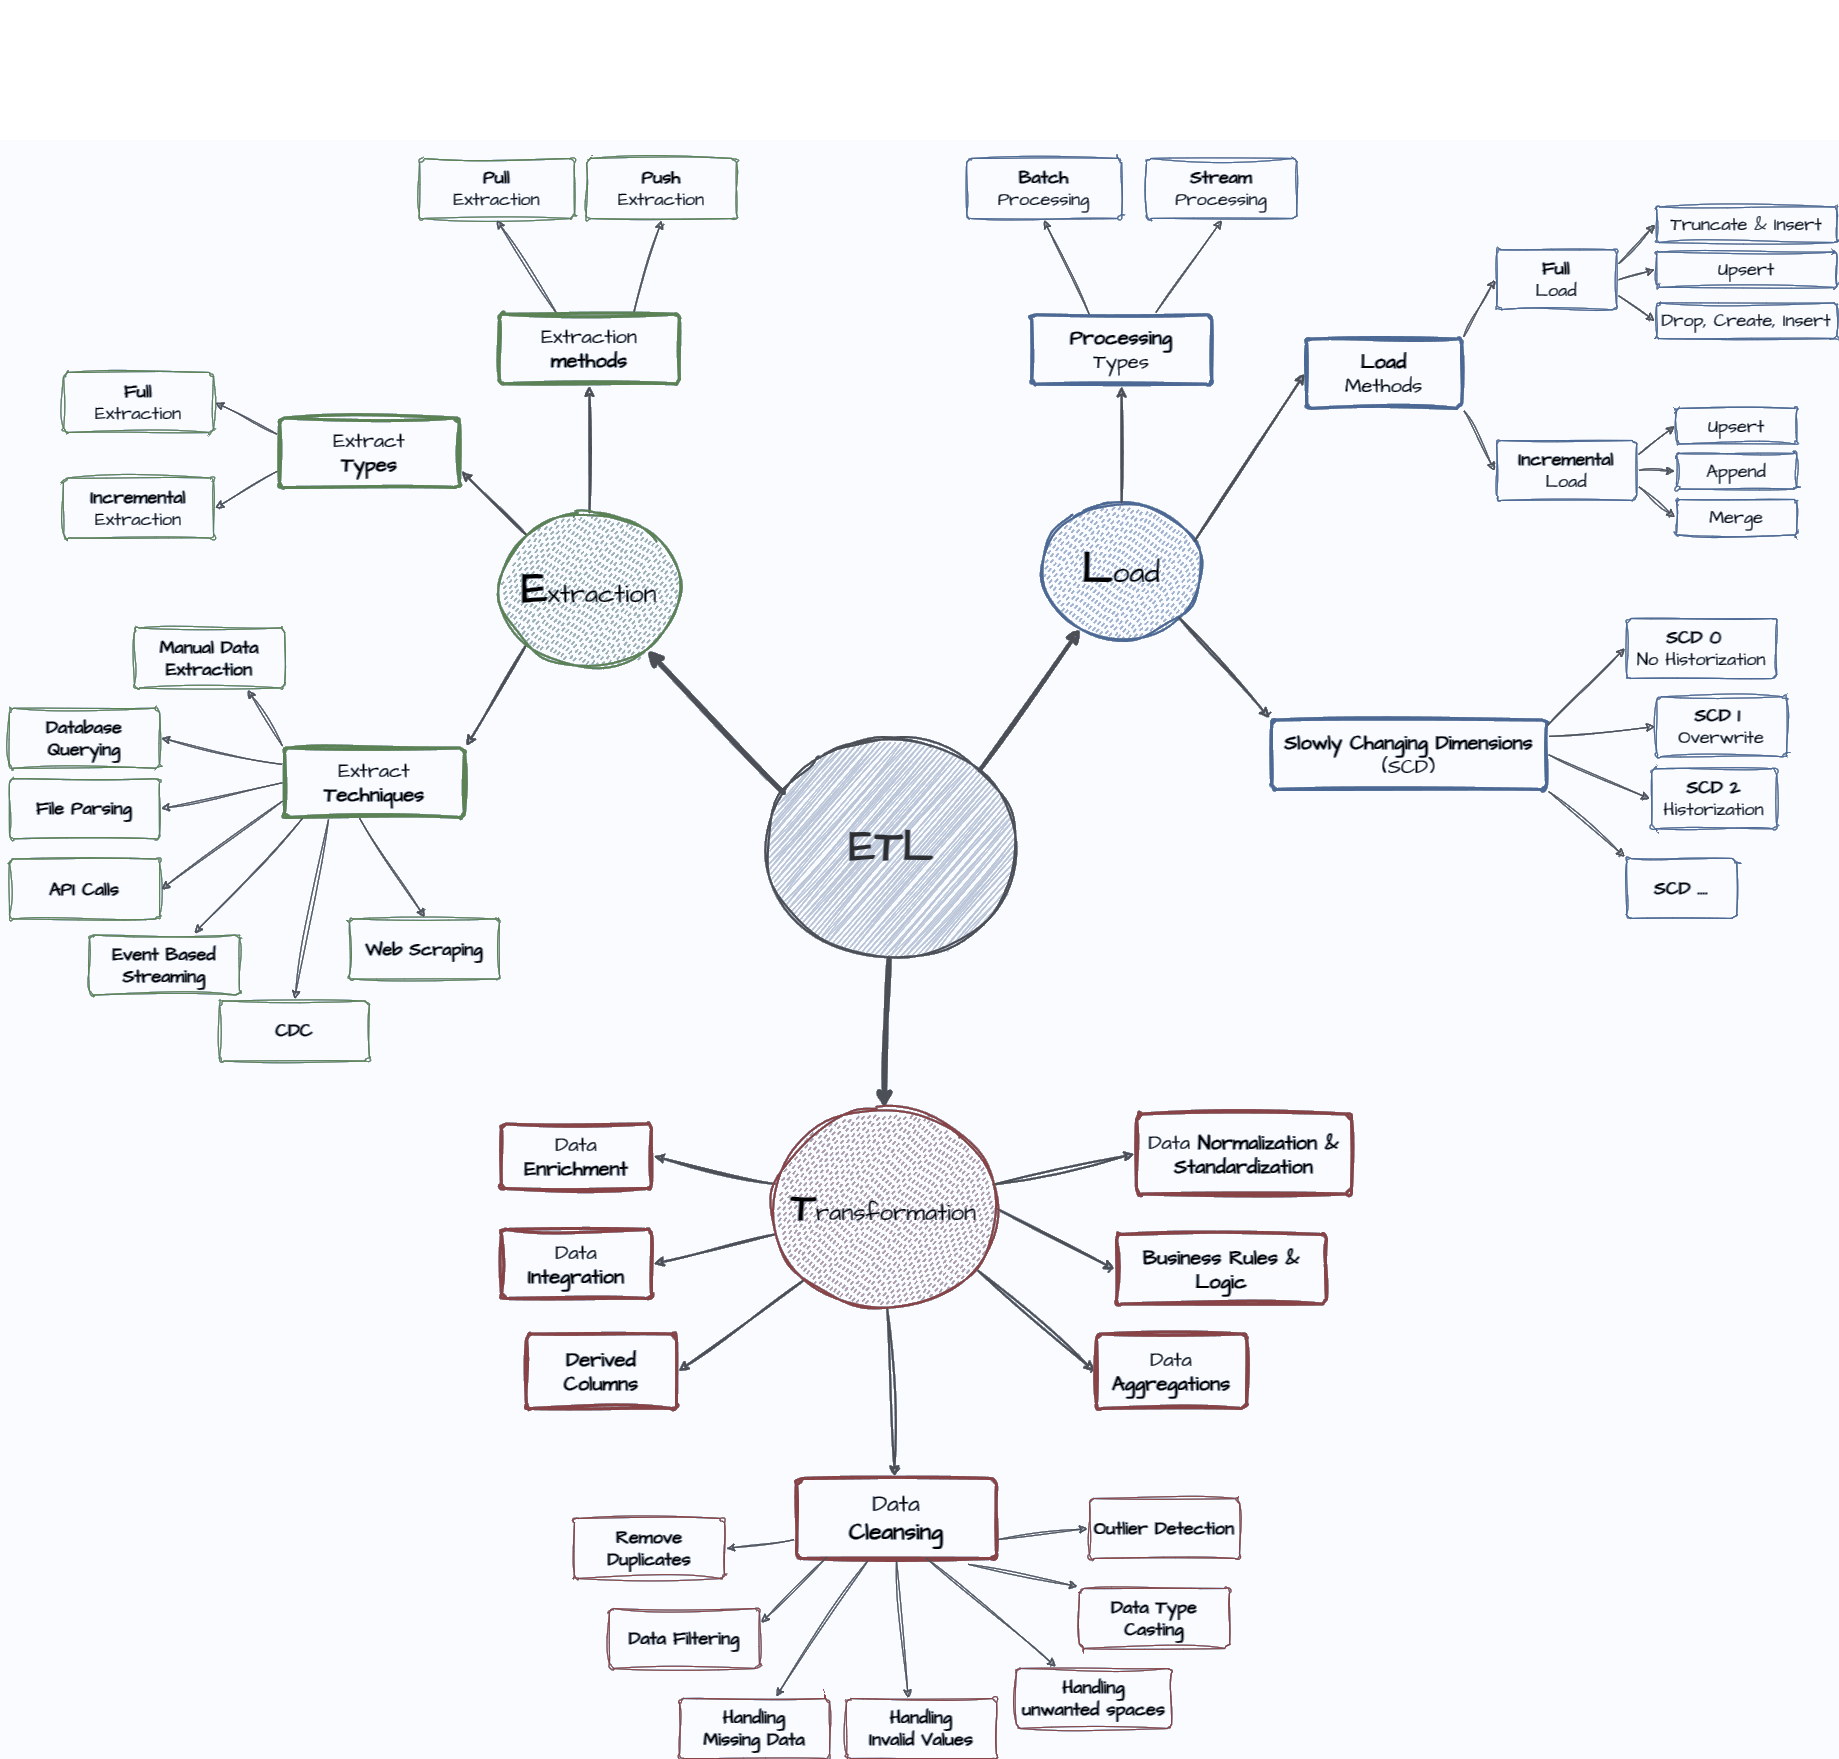 Pull
Extraction
Push
Extraction
Extraction
methods
Full
Extraction
Incremental
Extraction
Extract
Types
Extraction
Manual Data
Extraction
Database
Querying
File Parsing
API Calls
Event Based
Streaming
CDC
Web Scraping
Extract
Techniques
Batch
Processing
Stream
Processing
Processing
Types
Load
Load
Methods
Full
Load
Truncate & Insert
Upsert
Drop, Create, Insert
Incremental
Load
Upsert
Append
Merge
Slowly Changing Dimensions
(SCD)
SCD 0
No Historization
SCD 1
Overwrite
SCD 2
Historization
SCD ....
ETL
Transformation
Data
Enrichment
Data
Integration
Derived
Columns
Data Normalization &
Standardization
Business Rules &
Logic
Data
Aggregations
Data
Cleansing
Remove
Duplicates
Data Filtering
Handling
Missing Data
Handling
Invalid Values
Handling
unwanted spaces
Data Type
Casting
Outlier Detection